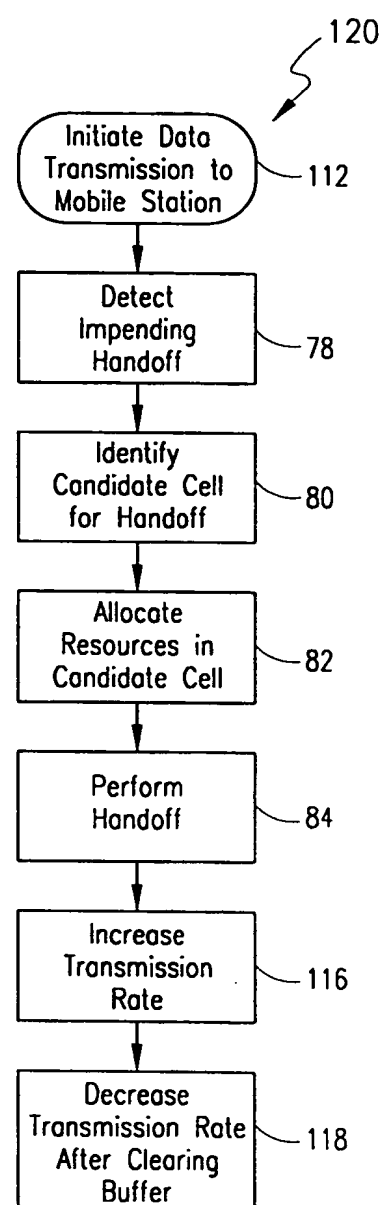 120
Initiate Data
Transmission to
Mobile Station
112
Detect
Impending
Handoff
78
Identify
Candidate Cell
for Handoff
80
Allocate
Resources in
Candidate Cell
82
Perform
Handoff
84
Increase
Transmission
Rate
116
Decrease
Transmission Rate
After Clearing
Buffer
118